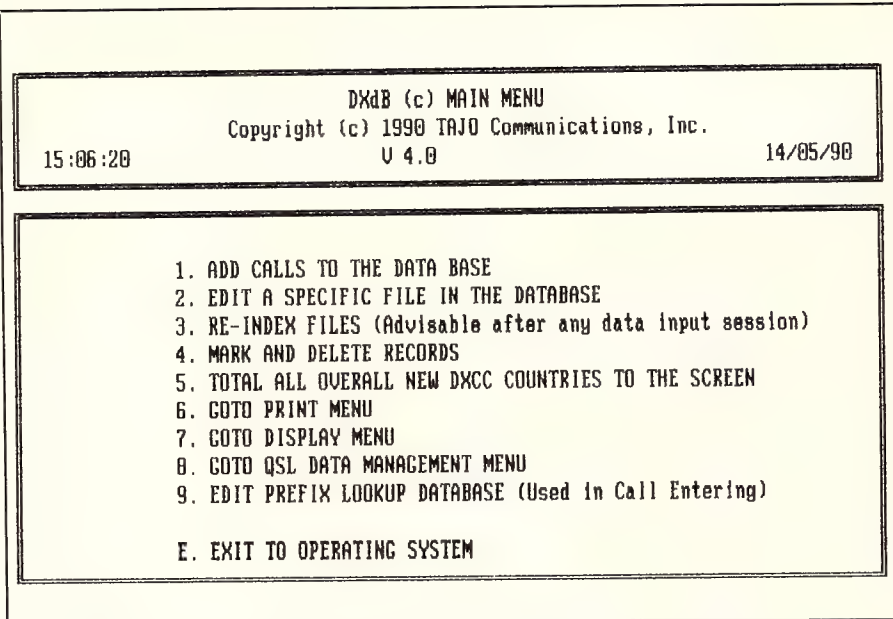 DXdB (c) MAIN MENU
Copyright (c) 1990 TAJO Communications, Inc.
15:06:20 V 4.0 14/05/90
1. ADD CALLS TO THE DATA BASE
2. EDIT A SPECIFIC FILE IN THE DATABASE
3. RE-INDEX FILES (Advisable after any data input session)
4. MARK AND DELETE RECORDS
5. TOTAL ALL OVERALL NEW DXCC COUNTRIES TO THE SCREEN
6. GOTO PRINT MENU
7. GOTO DISPLAY MENU
8. GOTO QSL DATA MANAGEMENT MENU
9. EDIT PREFIX LOOKUP DATABASE (Used in Call Entering)
E. EXIT TO OPERATING SYSTEM